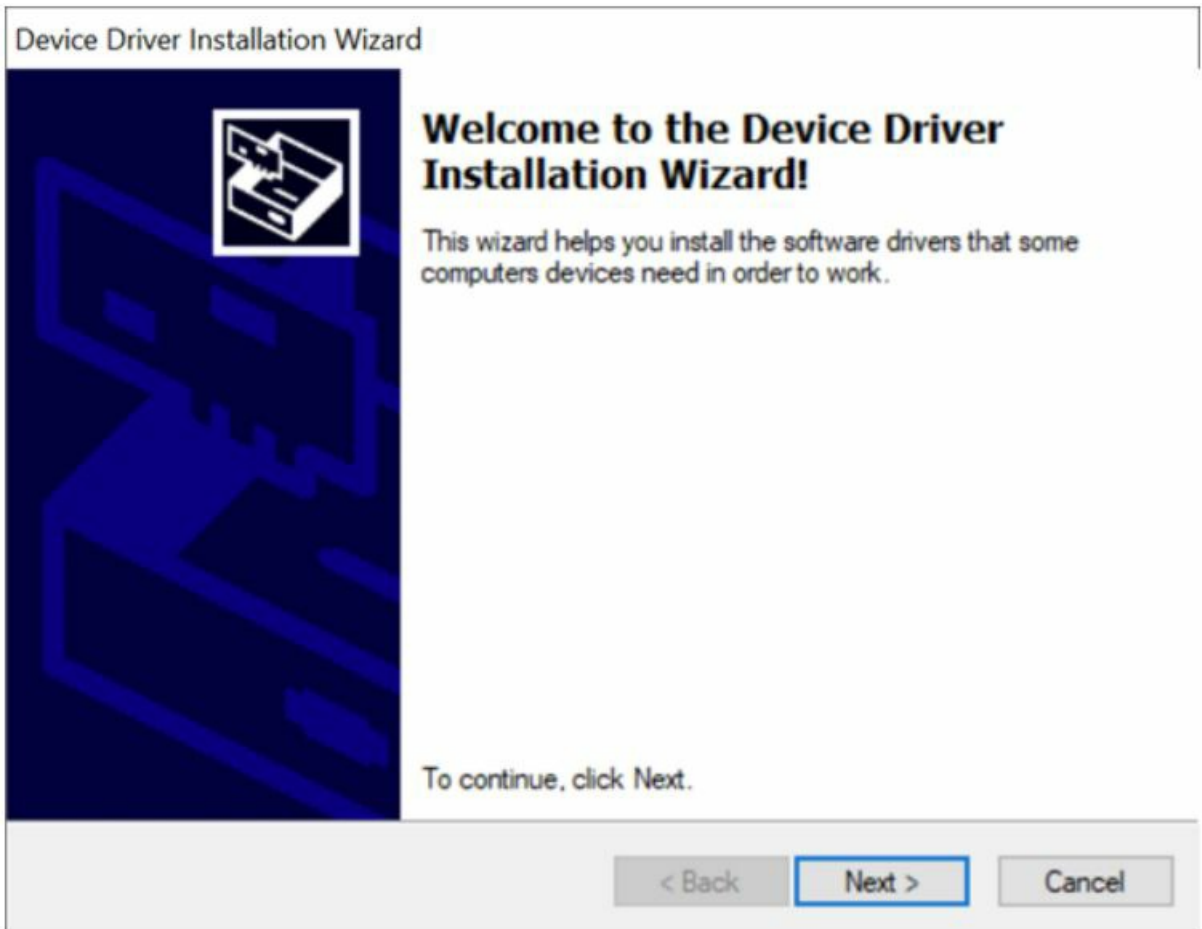 Device Driver Installation Wizard
Welcome to the Device Driver
Installation Wizard!
This wizard helps you install the software drivers that some
computers devices need in order to work.
To continue, click Next.
< Back
Next >
Cancel